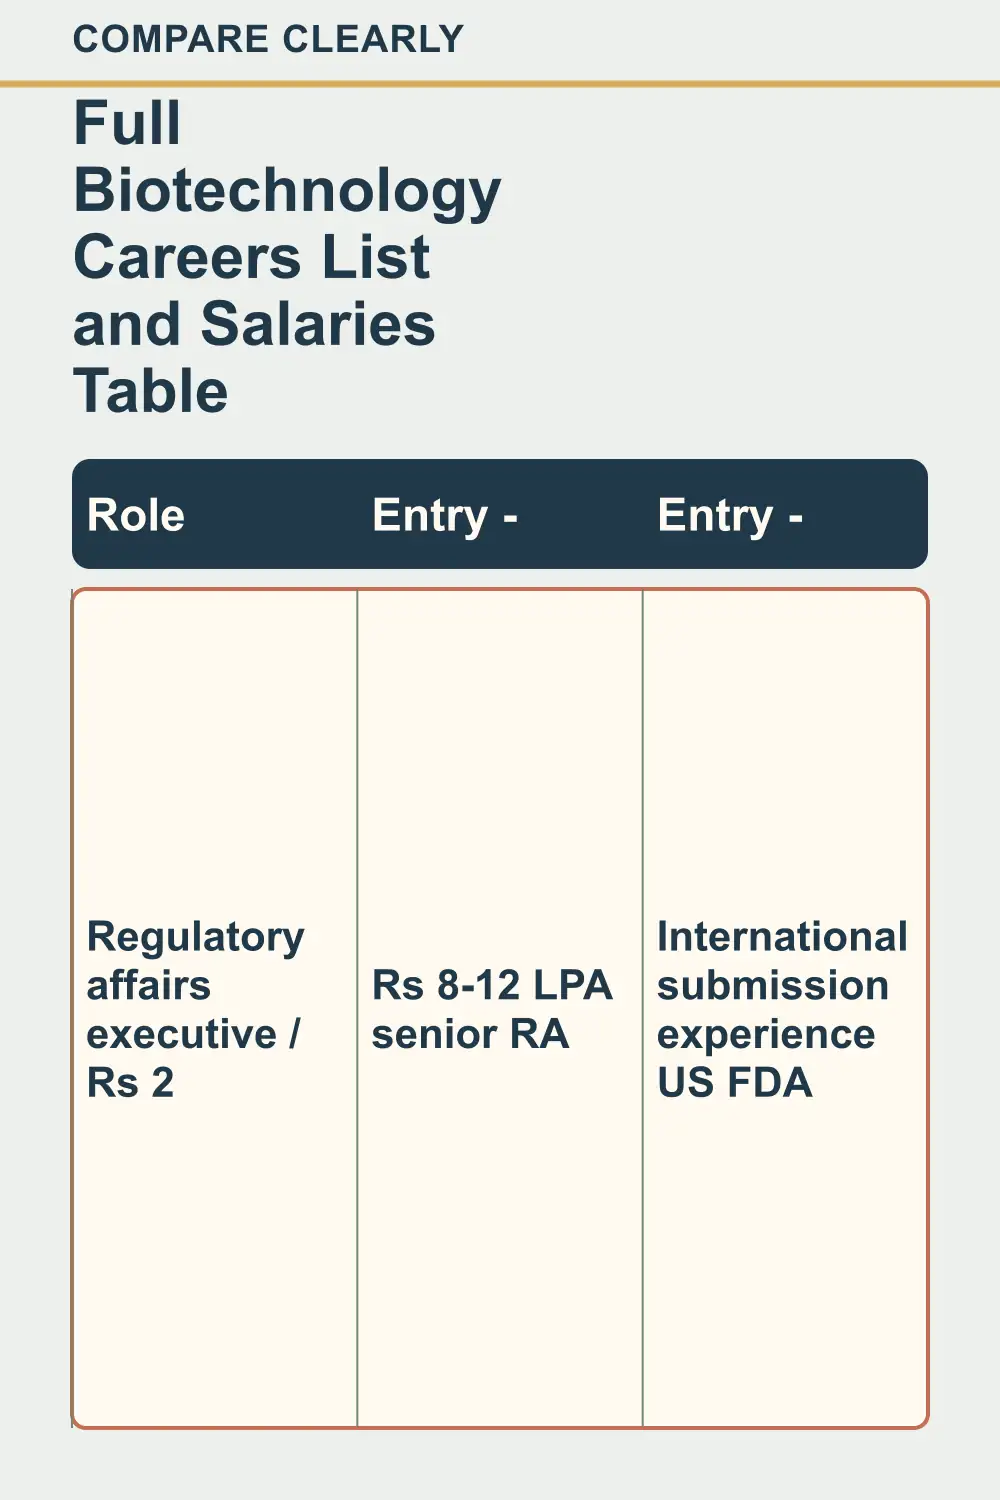 COMPARE CLEARLY
Full
Biotechnology
Careers List
and Salaries
Table
Role
Entry -
Entry -
Regulatory
affairs
executive /
Rs 2
Rs 8-12 LPA
senior RA
International
submission
experience
US FDA